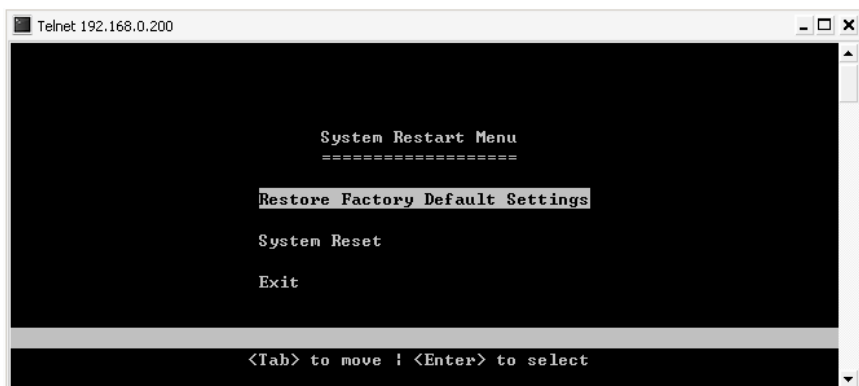 Telnet 192.168.0.200
System Restart Menu
===================
Restore Factory Default Settings
System Reset
Exit
<Tab> to move ¦ <Enter> to select